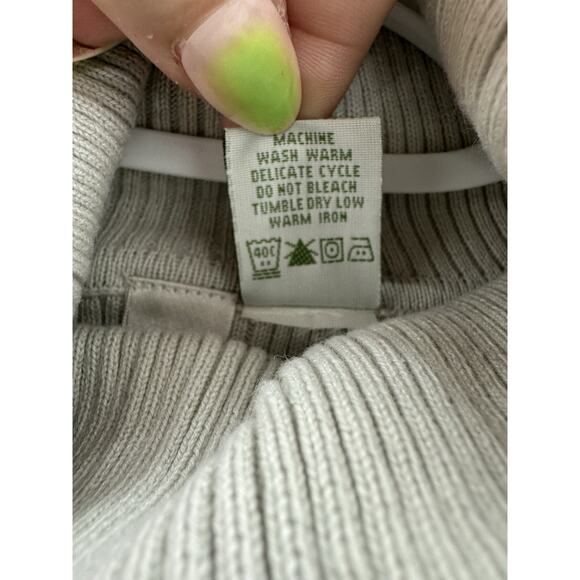 MACHINE
WASH WARM
DELICATE CYCLE
DO NOT BLEACH
TUMBLE DRY LOW
WARM IRON
40C